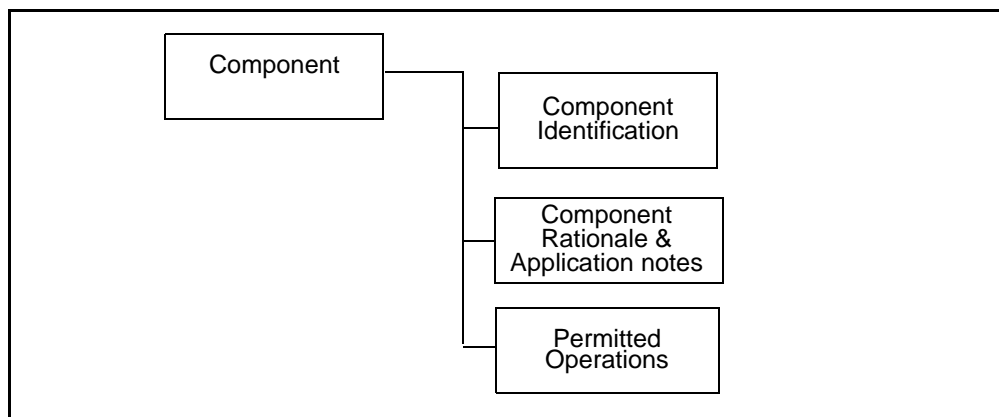 Component
Component
Identification
Component
Rationale &
Application notes
Permitted
Operations